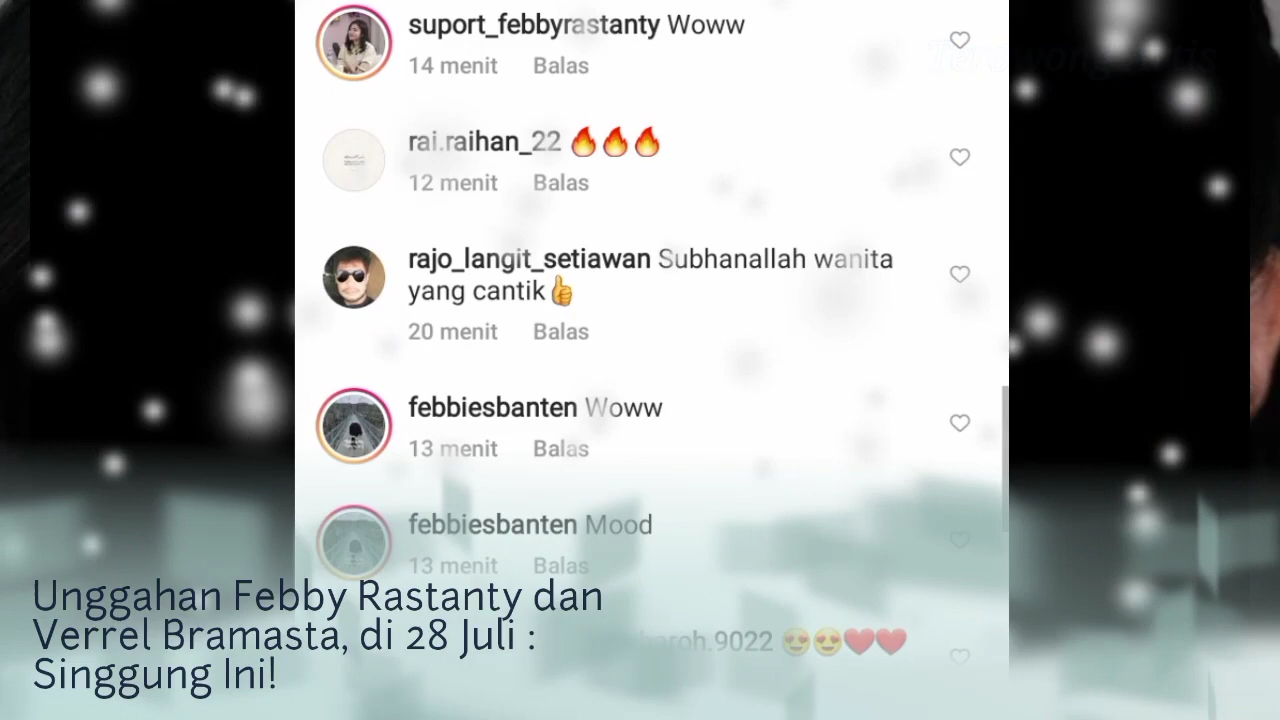 suport_febbyrastanty Woww
14 menit Balas
rai.raihan_22 🔥🔥🔥
12 menit Balas
rajo_langit_setiawan Subhanallah wanita
yang cantik👍
20 menit Balas
febbiesbanten Woww
13 menit Balas
febbiesbanten Mood
13 menit Balas
Unggahan Febby Rastanty dan
Verrel Bramasta, di 28 Juli :
Singgung Ini!
😍😍❤️❤️